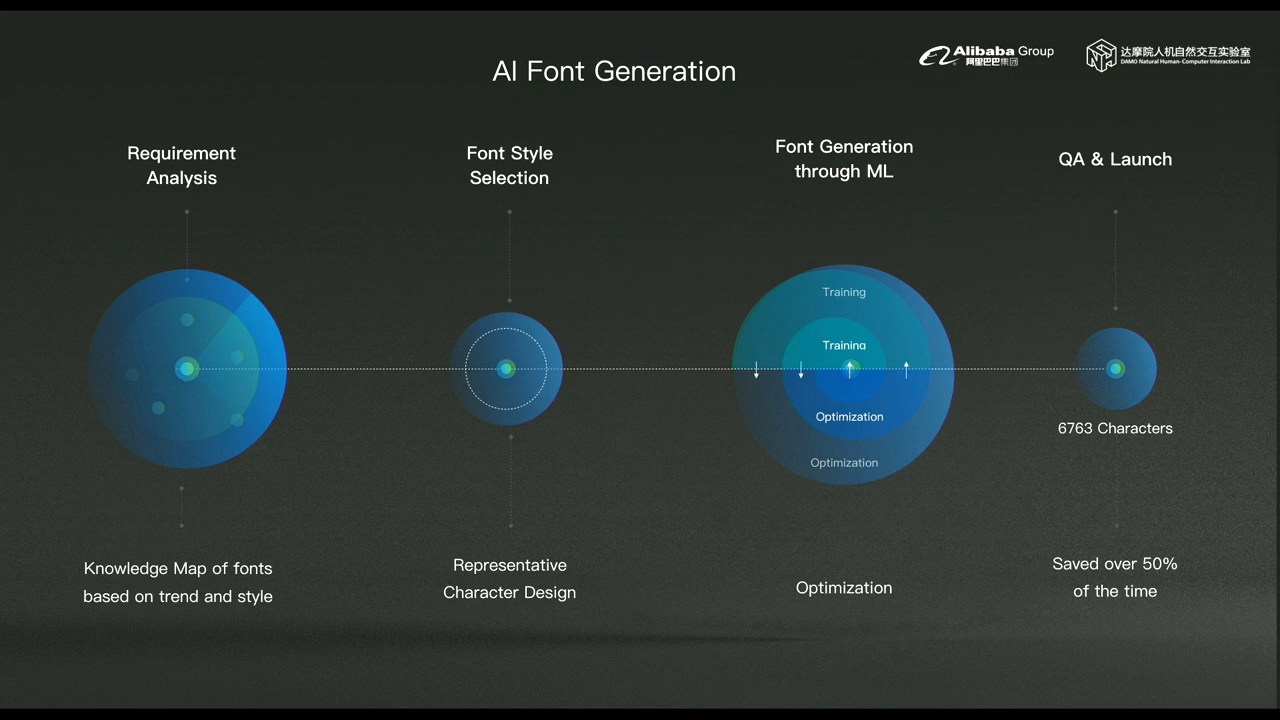 AI Font Generation
Alibaba Group
阿里巴巴集团
达摩院人机自然交互实验室
DAMO Natural Human-Computer Interaction Lab
Requirement
Analysis
Font Style
Selection
Font Generation
through ML
QA & Launch
Training
Training
Optimization
Optimization
6763 Characters
Knowledge Map of fonts
based on trend and style
Representative
Character Design
Optimization
Saved over 50%
of the time